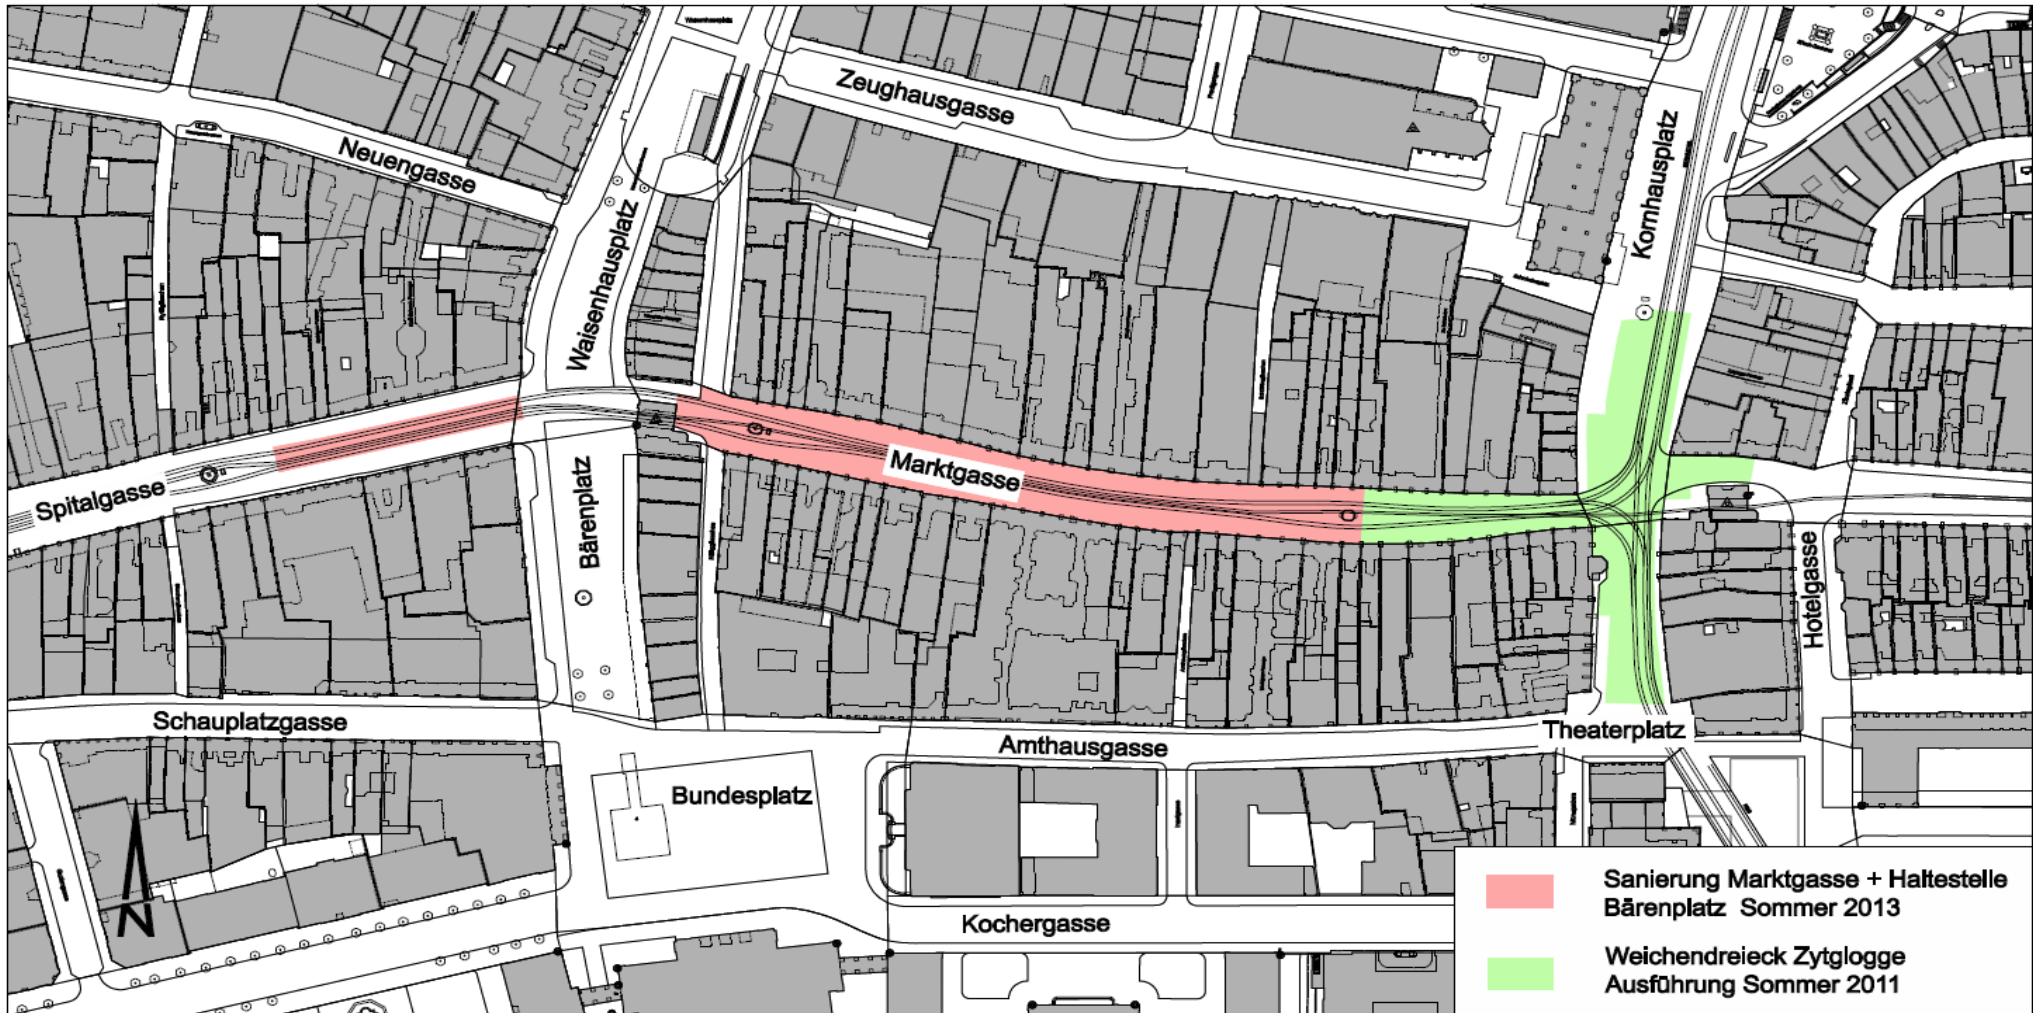 Zeughausgasse
Neuengasse
Kornhausplatz
Waisenhausplatz
Marktgasse
Spitalgasse
Bärenplatz
Hotelgasse
Schauplatzgasse
Amthausgasse
Theaterplatz
Bundesplatz
Kochergasse
N
Sanierung Marktgasse + Haltestelle
Bärenplatz Sommer 2013
Weichendreieck Zytglogge
Ausführung Sommer 2011